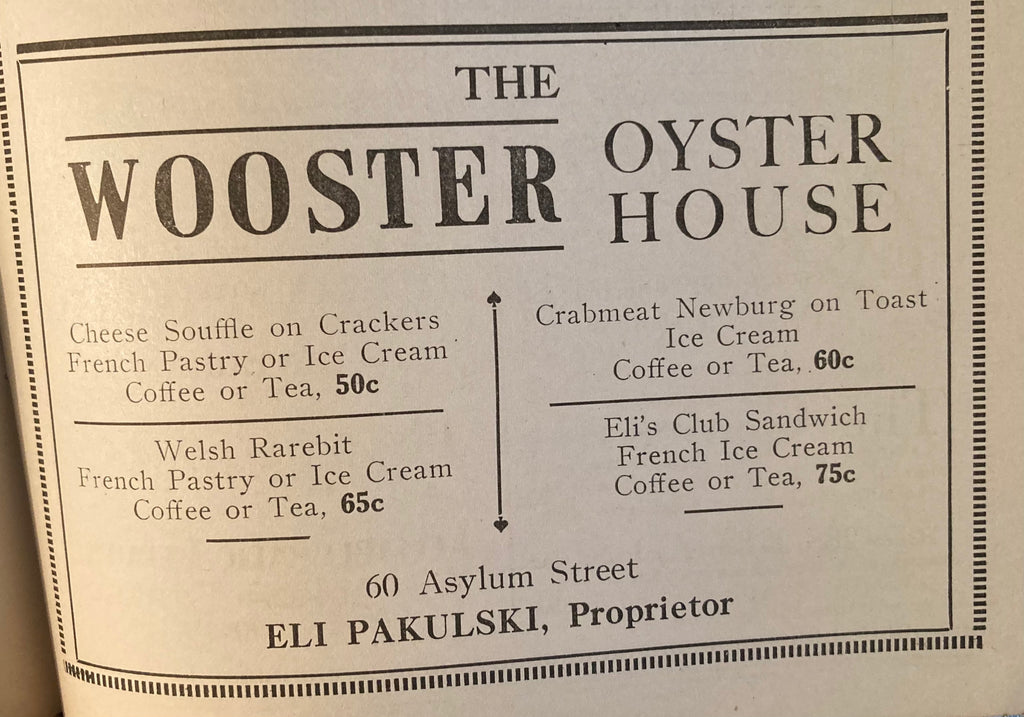 THE
WOOSTER
OYSTER
HOUSE
Cheese Souffle on Crackers
French Pastry or Ice Cream
Coffee or Tea, 50c
Welsh Rarebit
French Pastry or Ice Cream
Coffee or Tea, 65c
Crabmeat Newburg on Toast
Ice Cream
Coffee or Tea, 60c
Eli's Club Sandwich
French Ice Cream
Coffee or Tea, 75c
60 Asylum Street
ELI PAKULSKI, Proprietor